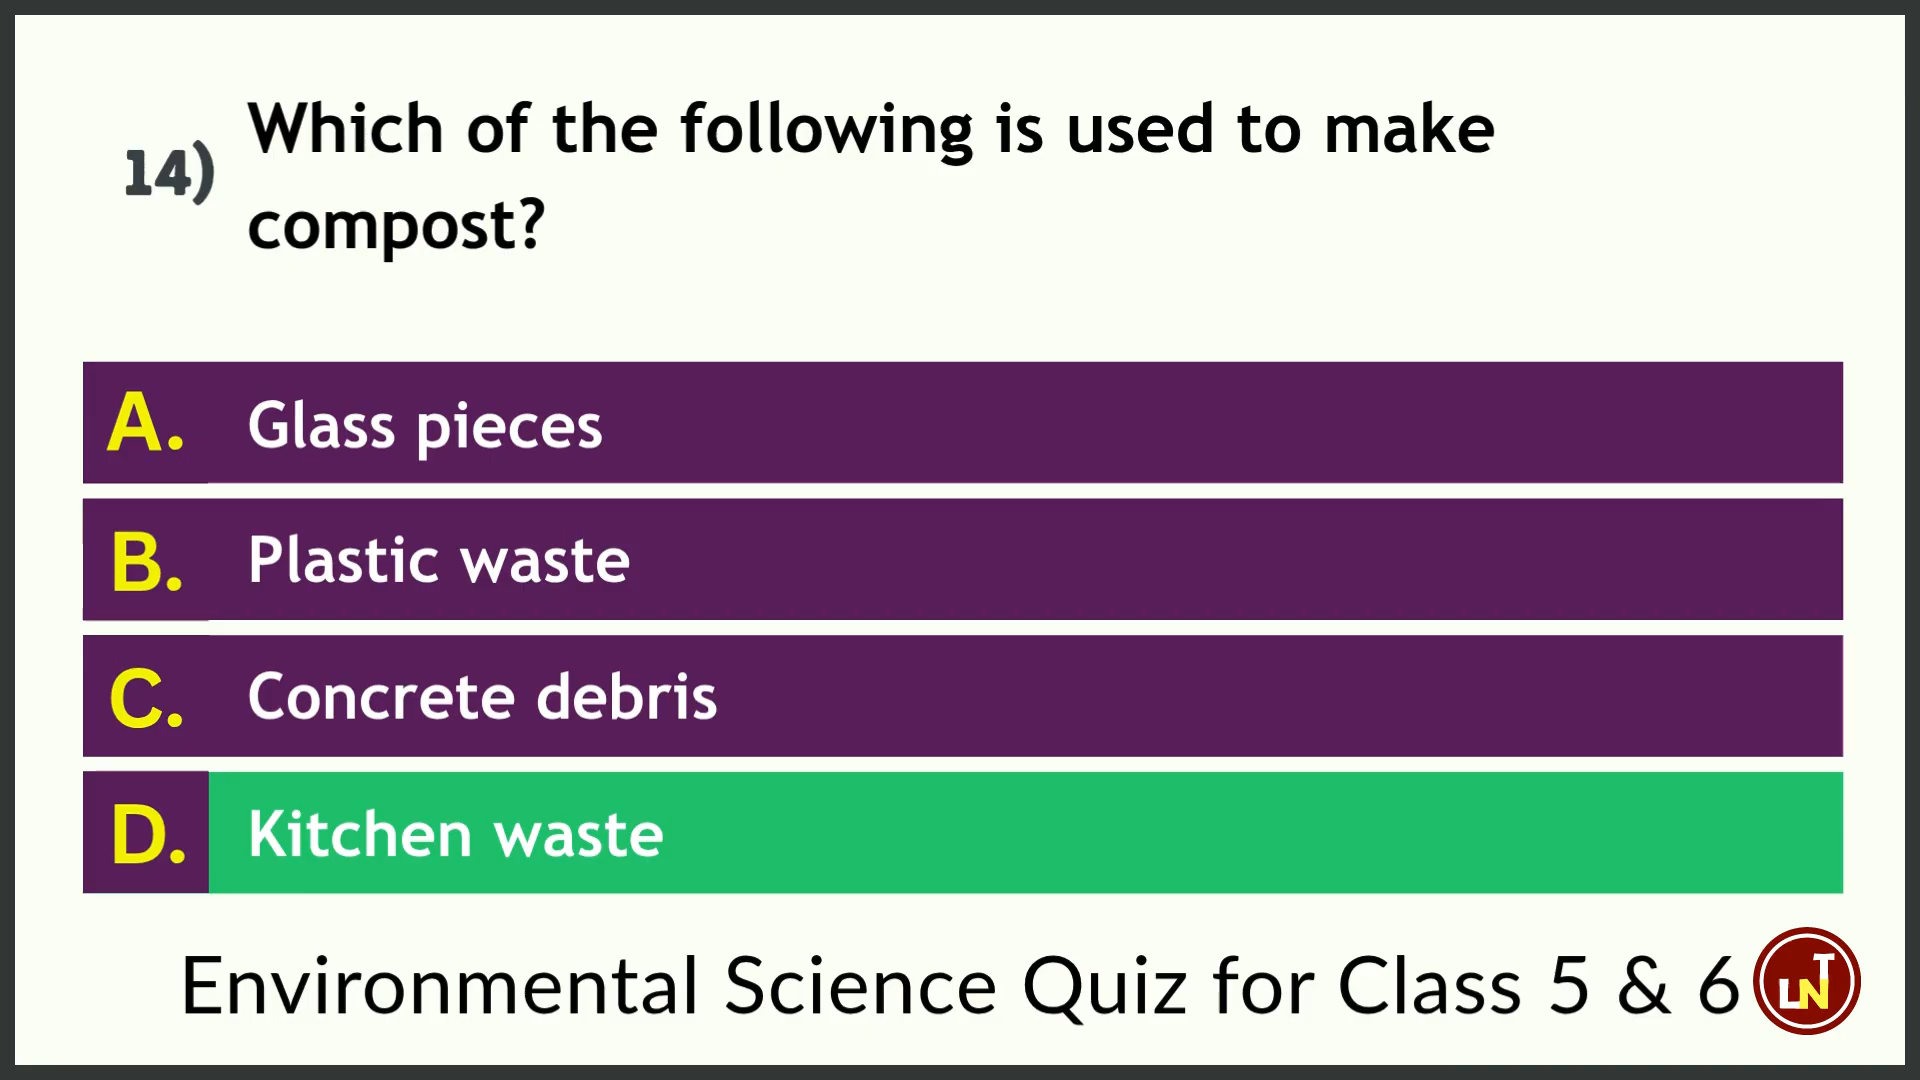 14) Which of the following is used to make
compost?
A. Glass pieces
B. Plastic waste
C. Concrete debris
D. Kitchen waste
Environmental Science Quiz for Class 5 & 6
LNT